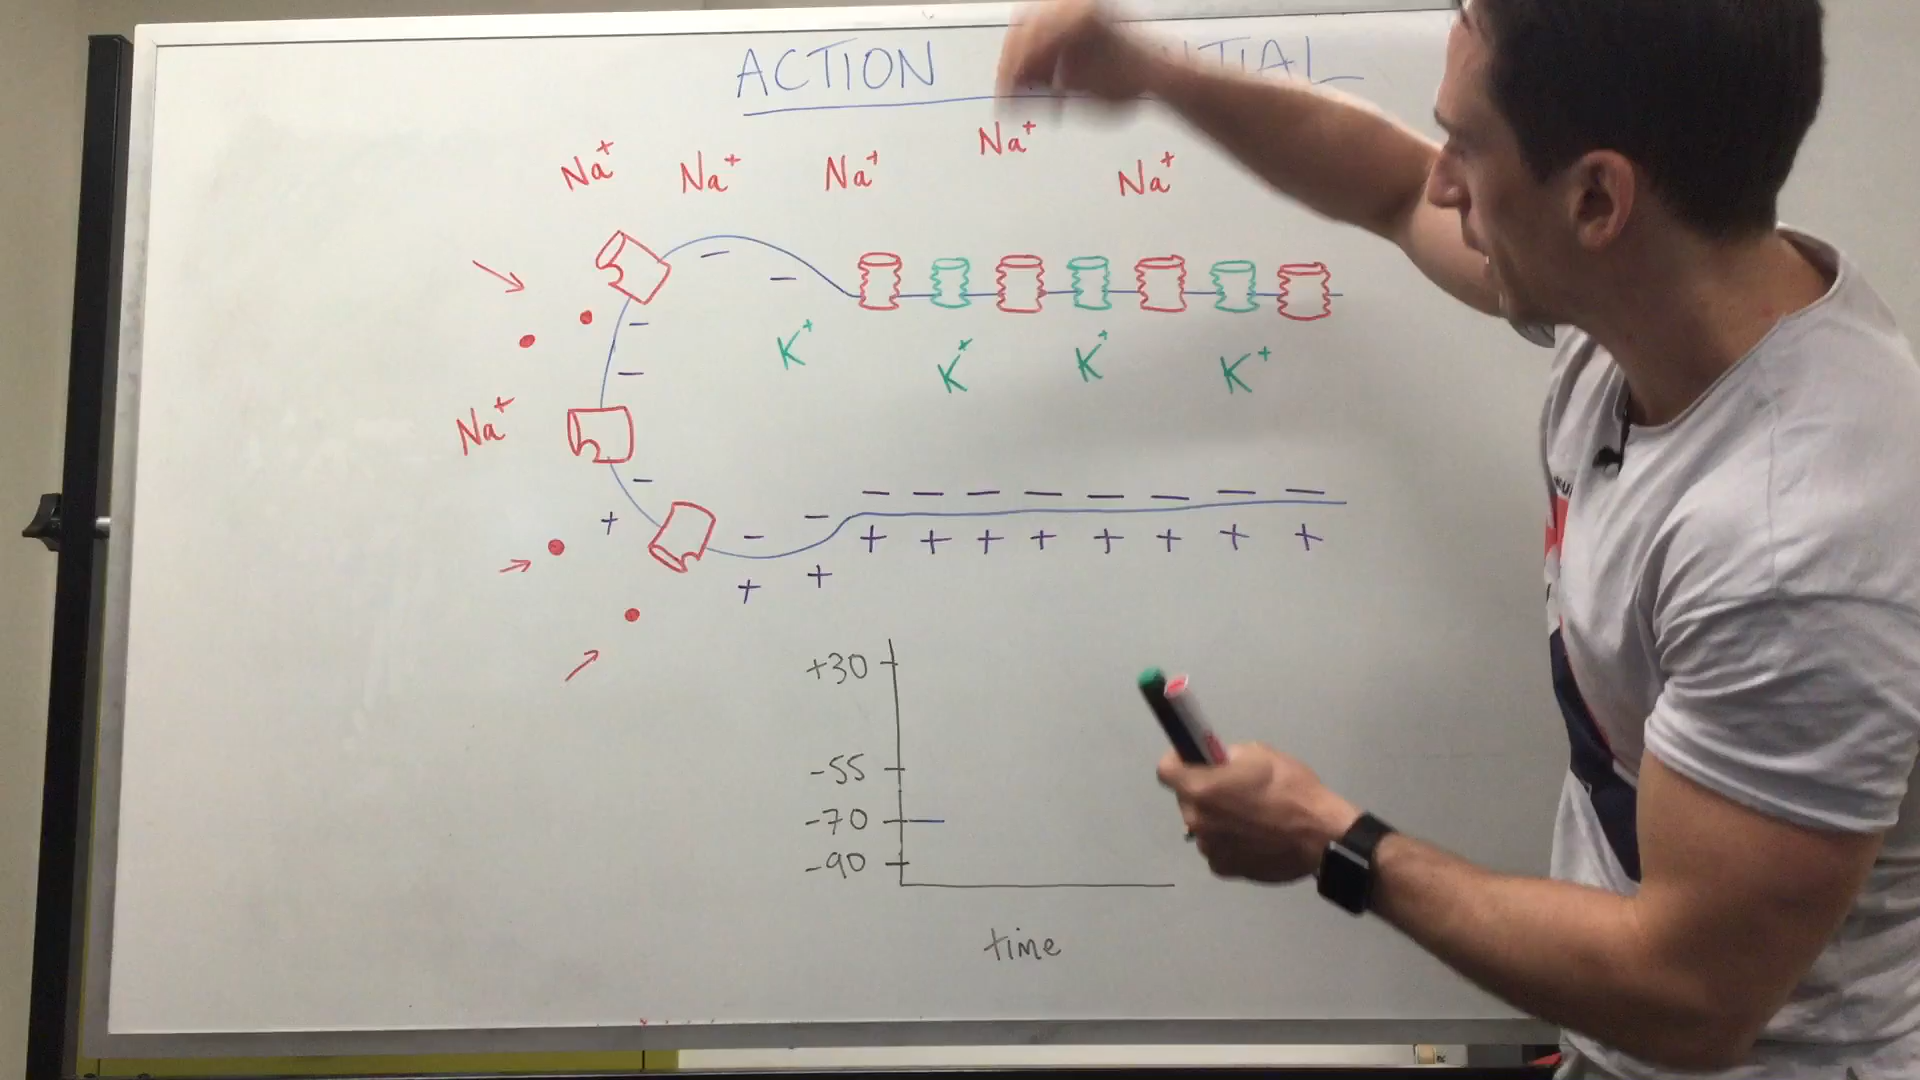 ACTION
Na⁺ Na⁺ Na⁺ Na⁺ Na⁺
K⁺ K⁺ K⁺ K⁺
Na⁺
− −
− −
−
− − − − − − − − − −
+
+ + + + + + + + + +
+30
-55
-70
-90
time